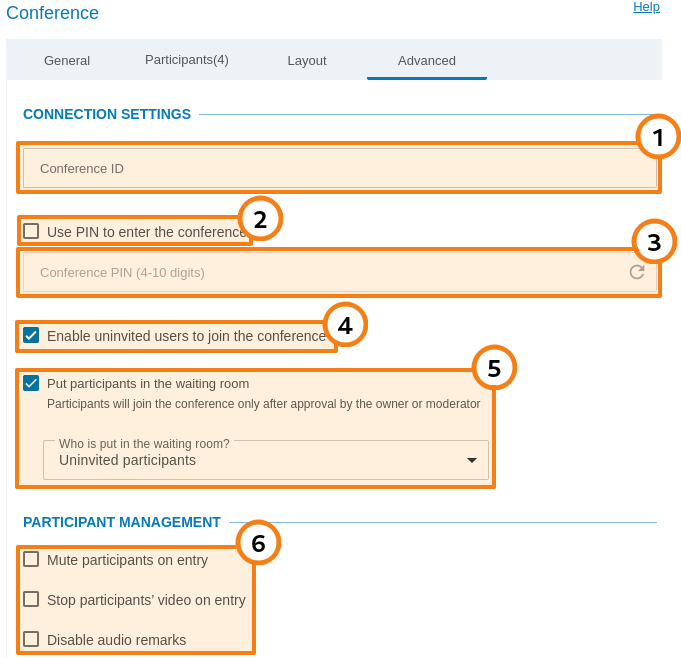 Conference
Help
General
Participants(4)
Layout
Advanced
CONNECTION SETTINGS
1
Conference ID
2
Use PIN to enter the conference
3
Conference PIN (4-10 digits)
4
Enable uninvited users to join the conference
5
Put participants in the waiting room
Participants will join the conference only after approval by the owner or moderator
Who is put in the waiting room?
Uninvited participants
PARTICIPANT MANAGEMENT
6
Mute participants on entry
Stop participants’ video on entry
Disable audio remarks